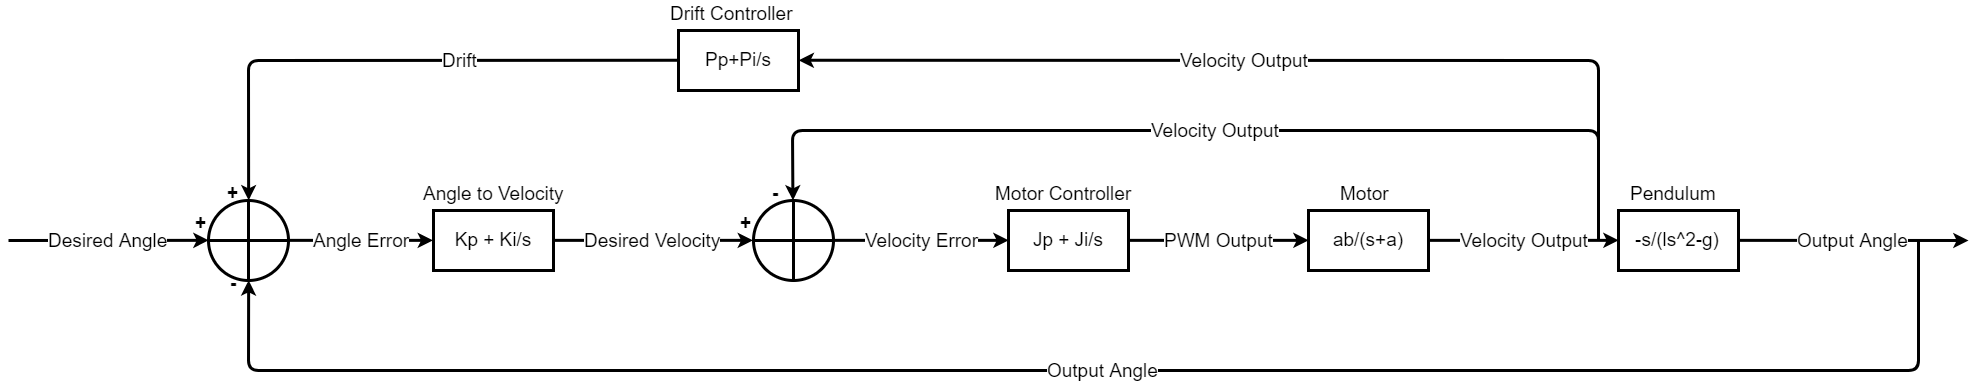 Drift Controller
Pp+Pi/s
Drift
Velocity Output
Velocity Output
+
+
-
Desired Angle
Angle Error
Angle to Velocity
Kp + Ki/s
Desired Velocity
-
+
Velocity Error
Motor Controller
Jp + Ji/s
PWM Output
Motor
ab/(s+a)
Velocity Output
Pendulum
-s/(ls^2-g)
Output Angle
Output Angle